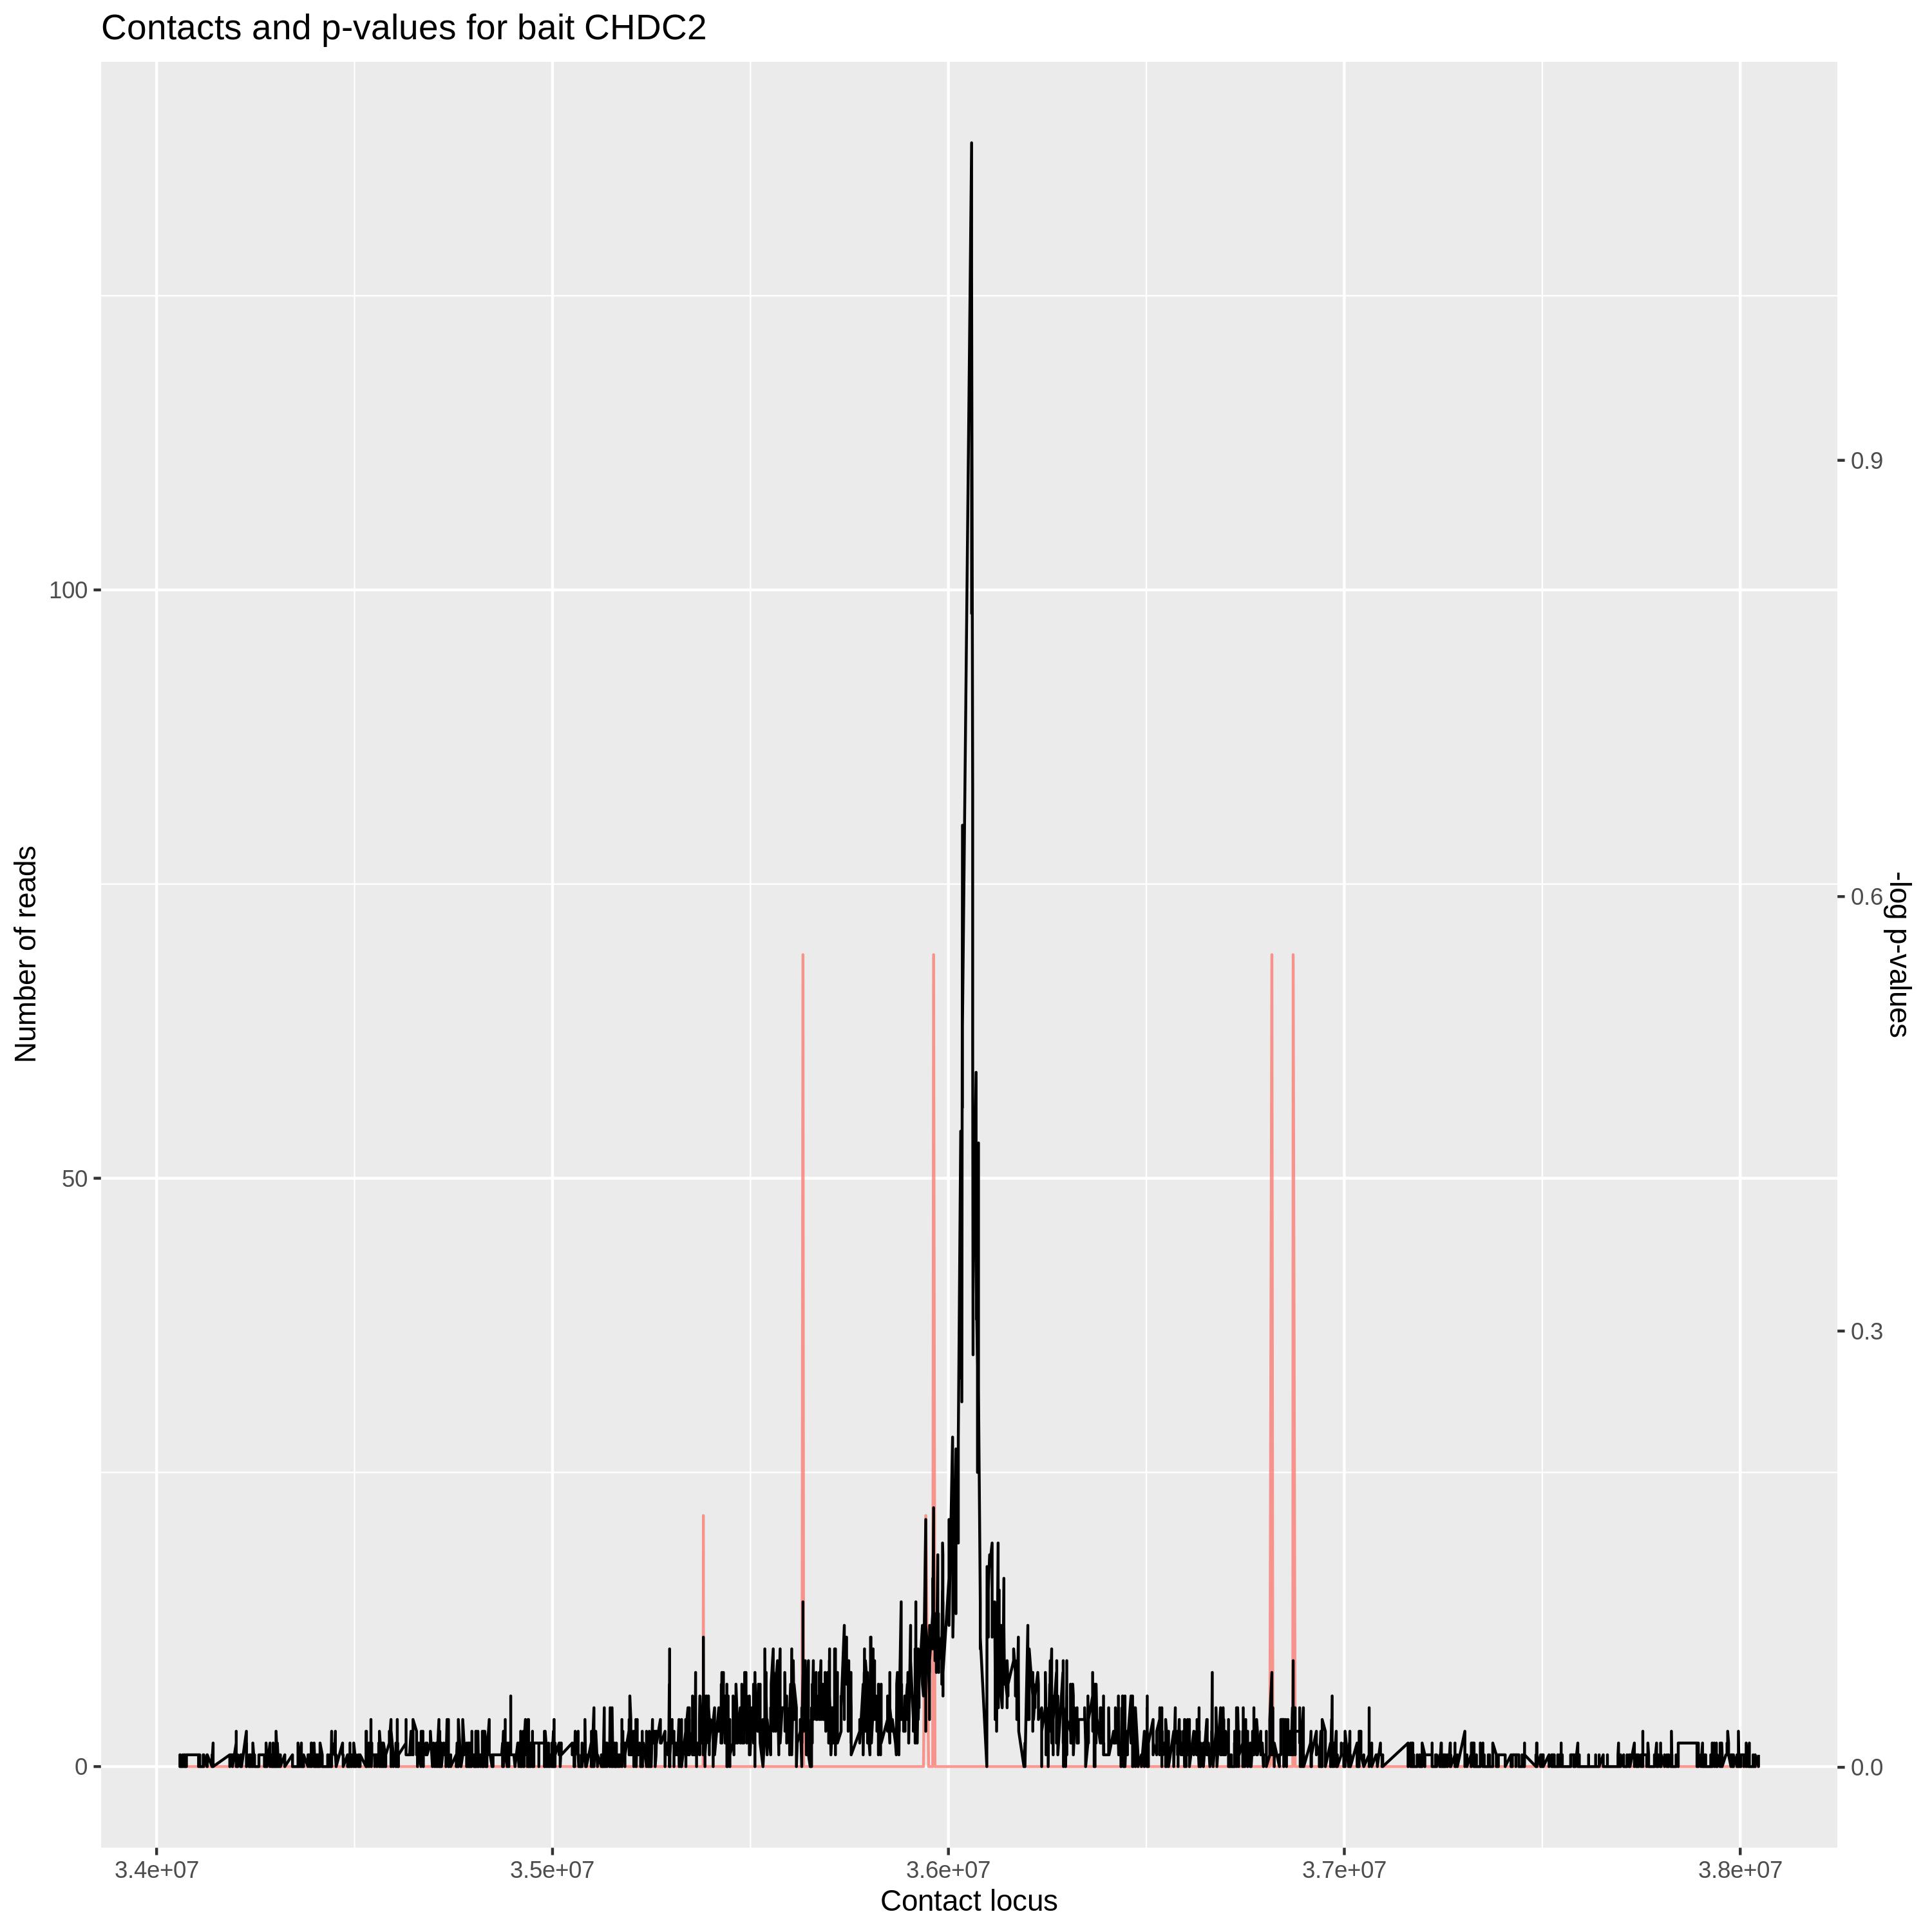 Contacts and p-values for bait CHDC2
Number of reads
100
50
0
0.9
0.6
0.3
0.0
-log p-values
3.4e+07
3.5e+07
3.6e+07
3.7e+07
3.8e+07
Contact locus